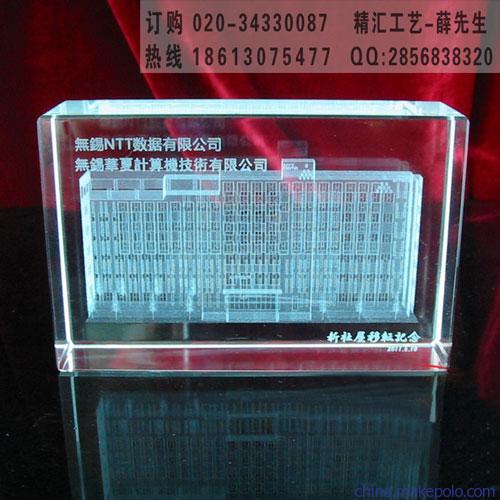 订购 020-34330087 精汇工艺-薛先生
热线 18613075477 QQ:2856838320
無錫NTT数据有限公司
無錫華夏計算機技術有限公司
新社屋移転記念
china.makepolo.com